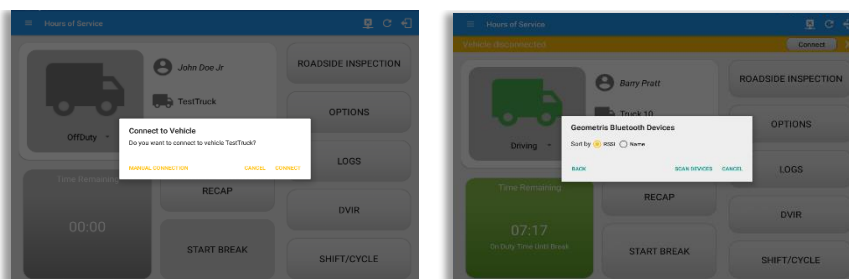 Hours of Service
John Doe Jr
TestTruck
OffDuty
Connect to Vehicle
Do you want to connect to vehicle TestTruck?
MANUAL CONNECTION
CANCEL
CONNECT
Time Remaining
00:00
RECAP
START BREAK
ROADSIDE INSPECTION
OPTIONS
LOGS
DVIR
SHIFT/CYCLE
Hours of Service
Vehicle disconnected
Connect
X
Barry Pratt
Truck 10
Driving
Geometris Bluetooth Devices
Sort by RSSI Name
BACK
SCAN DEVICES
CANCEL
Time Remaining
07:17
On Duty Time Until Break
RECAP
START BREAK
ROADSIDE INSPECTION
OPTIONS
LOGS
DVIR
SHIFT/CYCLE